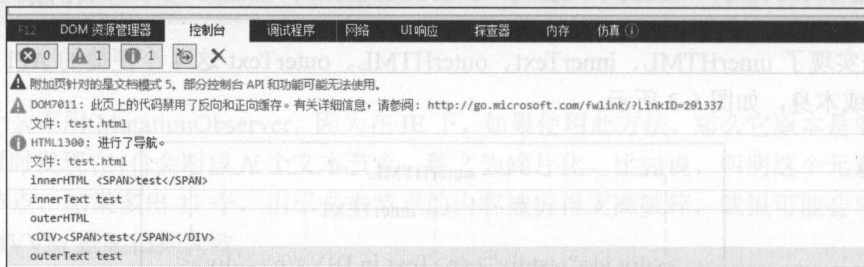 F12 DOM 资源管理器 控制台 调试程序 网络 UI响应 探查器 内存 仿真
0 1 1
附加页针对的是文档模式 5。部分控制台 API 和功能可能无法使用。
DOM7011: 此页上的代码禁用了反向和正向缓存。有关详细信息，请参阅: http://go.microsoft.com/fwlink/?LinkID=291337
文件: test.html
HTML1300: 进行了导航。
文件: test.html
innerHTML <SPAN>test</SPAN>
innerText test
outerHTML
<DIV><SPAN>test</SPAN></DIV>
outerText test